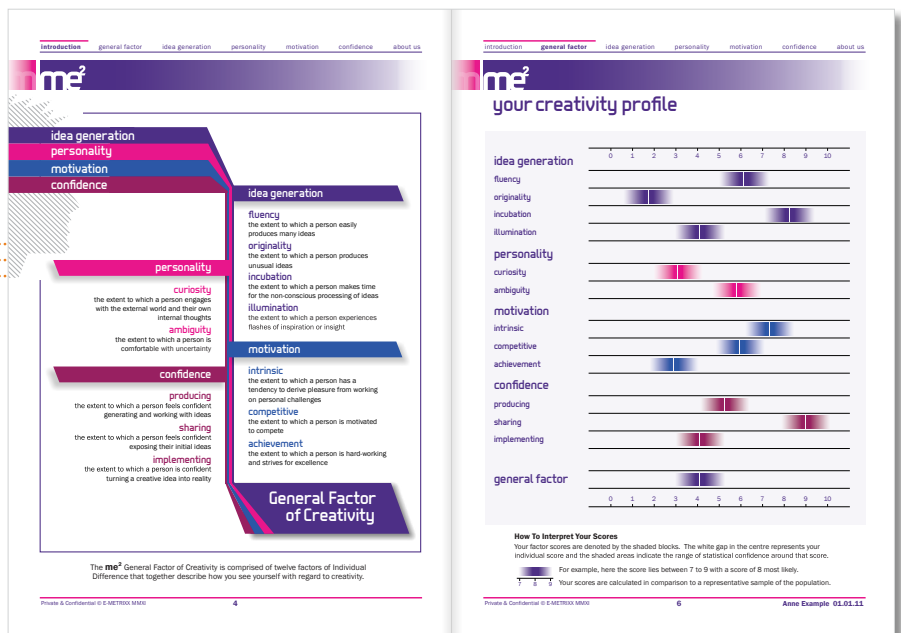 introduction general factor idea generation personality motivation confidence about us
me²
idea generation
personality
motivation
confidence
idea generation
fluency
the extent to which a person easily
produces many ideas
originality
the extent to which a person produces
unusual ideas
incubation
the extent to which a person makes time
for the non-conscious processing of ideas
illumination
the extent to which a person experiences
flashes of inspiration or insight
personality
curiosity
the extent to which a person engages
with the external world and their own
internal thoughts
ambiguity
the extent to which a person is
comfortable with uncertainty
motivation
intrinsic
the extent to which a person has a
tendency to derive pleasure from working
on personal challenges
competitive
the extent to which a person is motivated
to compete
achievement
the extent to which a person is hard-working
and strives for excellence
confidence
producing
the extent to which a person feels confident
generating and working with ideas
sharing
the extent to which a person feels confident
exposing their initial ideas
implementing
the extent to which a person is confident
turning a creative idea into reality
General Factor
of Creativity
The me² General Factor of Creativity is comprised of twelve factors of Individual
Difference that together describe how you see yourself with regard to creativity.
Private & Confidential © E-METRIXX MMXI 4
introduction general factor idea generation personality motivation confidence about us
me²
your creativity profile
0 1 2 3 4 5 6 7 8 9 10
idea generation
fluency
originality
incubation
illumination
personality
curiosity
ambiguity
motivation
intrinsic
competitive
achievement
confidence
producing
sharing
implementing
general factor
0 1 2 3 4 5 6 7 8 9 10
How To Interpret Your Scores
Your factor scores are denoted by the shaded blocks. The white gap in the centre represents your
individual score and the shaded areas indicate the range of statistical confidence around that score.
For example, here the score lies between 7 to 9 with a score of 8 most likely.
7 8 9
Your scores are calculated in comparison to a representative sample of the population.
Private & Confidential © E-METRIXX MMXI 6 Anne Example 01.01.11